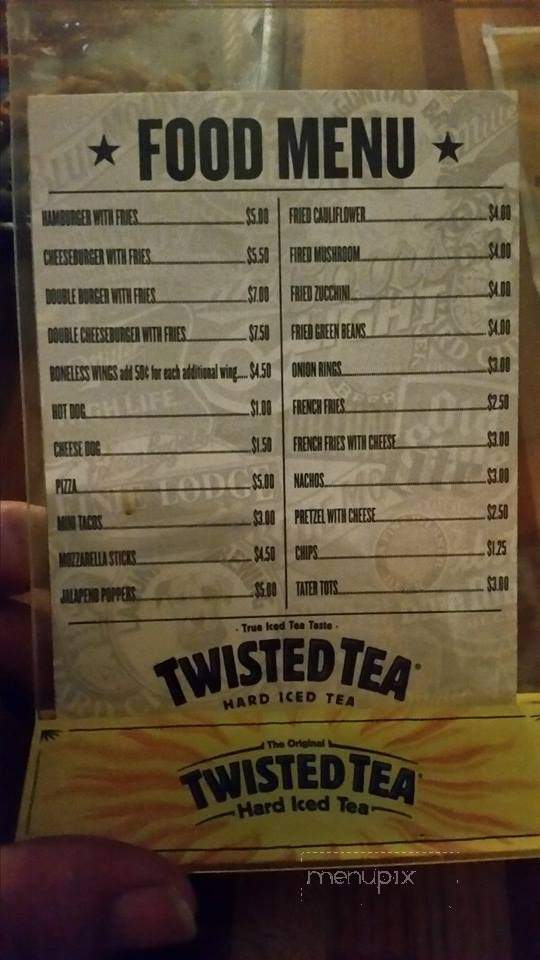 ★ FOOD MENU ★
HAMBURGER WITH FRIES $5.00
CHEESEBURGER WITH FRIES $5.50
DOUBLE BURGER WITH FRIES $7.00
DOUBLE CHEESEBURGER WITH FRIES $7.50
BONELESS WINGS add 50¢ for each additional wing.... $4.50
HOT DOG $1.00
CHEESE DOG $1.50
PIZZA $5.00
MINI TACOS $3.00
MOZZARELLA STICKS $4.50
JALAPENO POPPERS $5.00
FRIED CAULIFLOWER $4.00
FIRED MUSHROOM $4.00
FRIED ZUCCHINI $4.00
FRIED GREEN BEANS $4.00
ONION RINGS $3.00
FRENCH FRIES $2.50
FRENCH FRIES WITH CHEESE $3.00
NACHOS $3.00
PRETZEL WITH CHEESE $2.50
CHIPS $1.25
TATER TOTS $3.00
- True Iced Tea Taste -
TWISTED TEA®
HARD ICED TEA
The Original
TWISTED TEA®
Hard Iced Tea
menupix